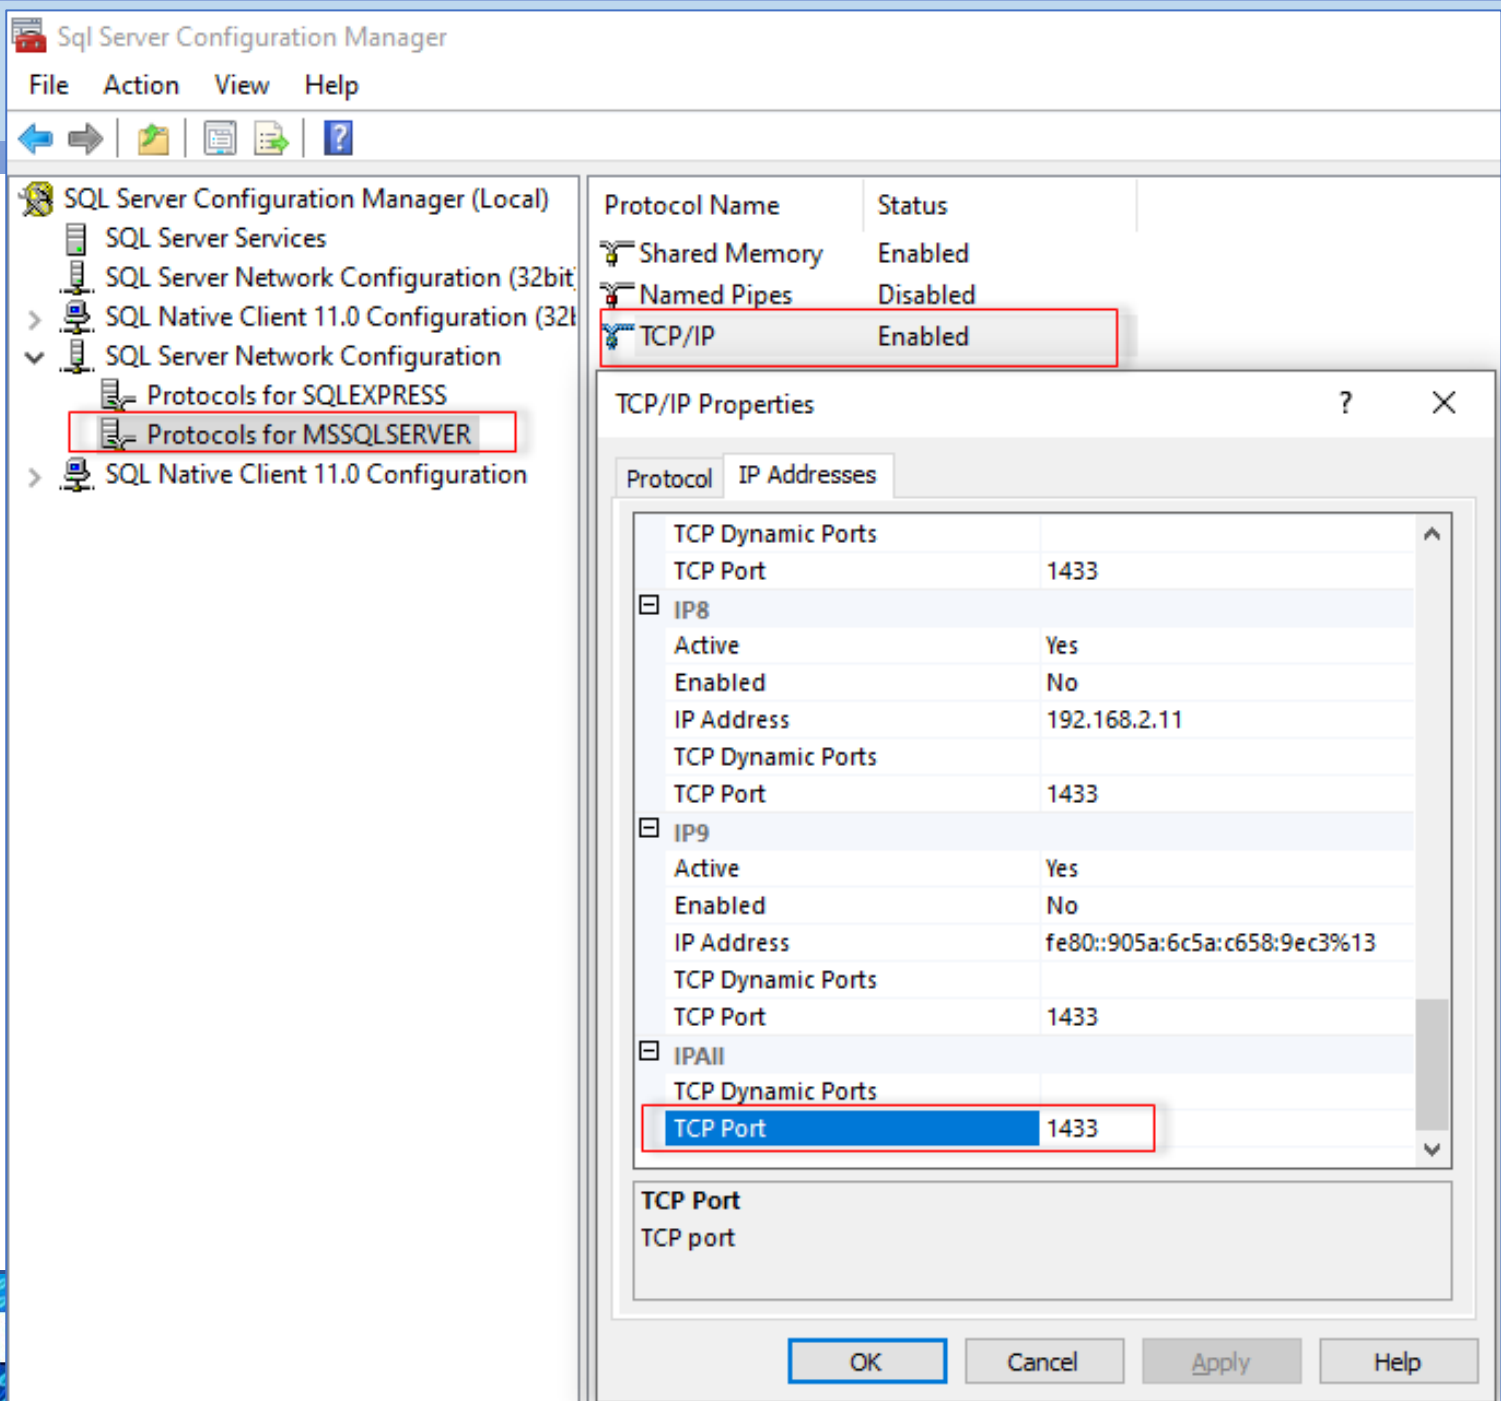 Sql Server Configuration Manager
File Action View Help
SQL Server Configuration Manager (Local)
SQL Server Services
SQL Server Network Configuration (32bit
SQL Native Client 11.0 Configuration (32b
SQL Server Network Configuration
Protocols for SQLEXPRESS
Protocols for MSSQLSERVER
SQL Native Client 11.0 Configuration
Protocol Name Status
Shared Memory Enabled
Named Pipes Disabled
TCP/IP Enabled
TCP/IP Properties ? X
Protocol IP Addresses
TCP Dynamic Ports
TCP Port 1433
IP8
Active Yes
Enabled No
IP Address 192.168.2.11
TCP Dynamic Ports
TCP Port 1433
IP9
Active Yes
Enabled No
IP Address fe80::905a:6c5a:c658:9ec3%13
TCP Dynamic Ports
TCP Port 1433
IPAll
TCP Dynamic Ports
TCP Port 1433
TCP Port
TCP port
OK Cancel Apply Help